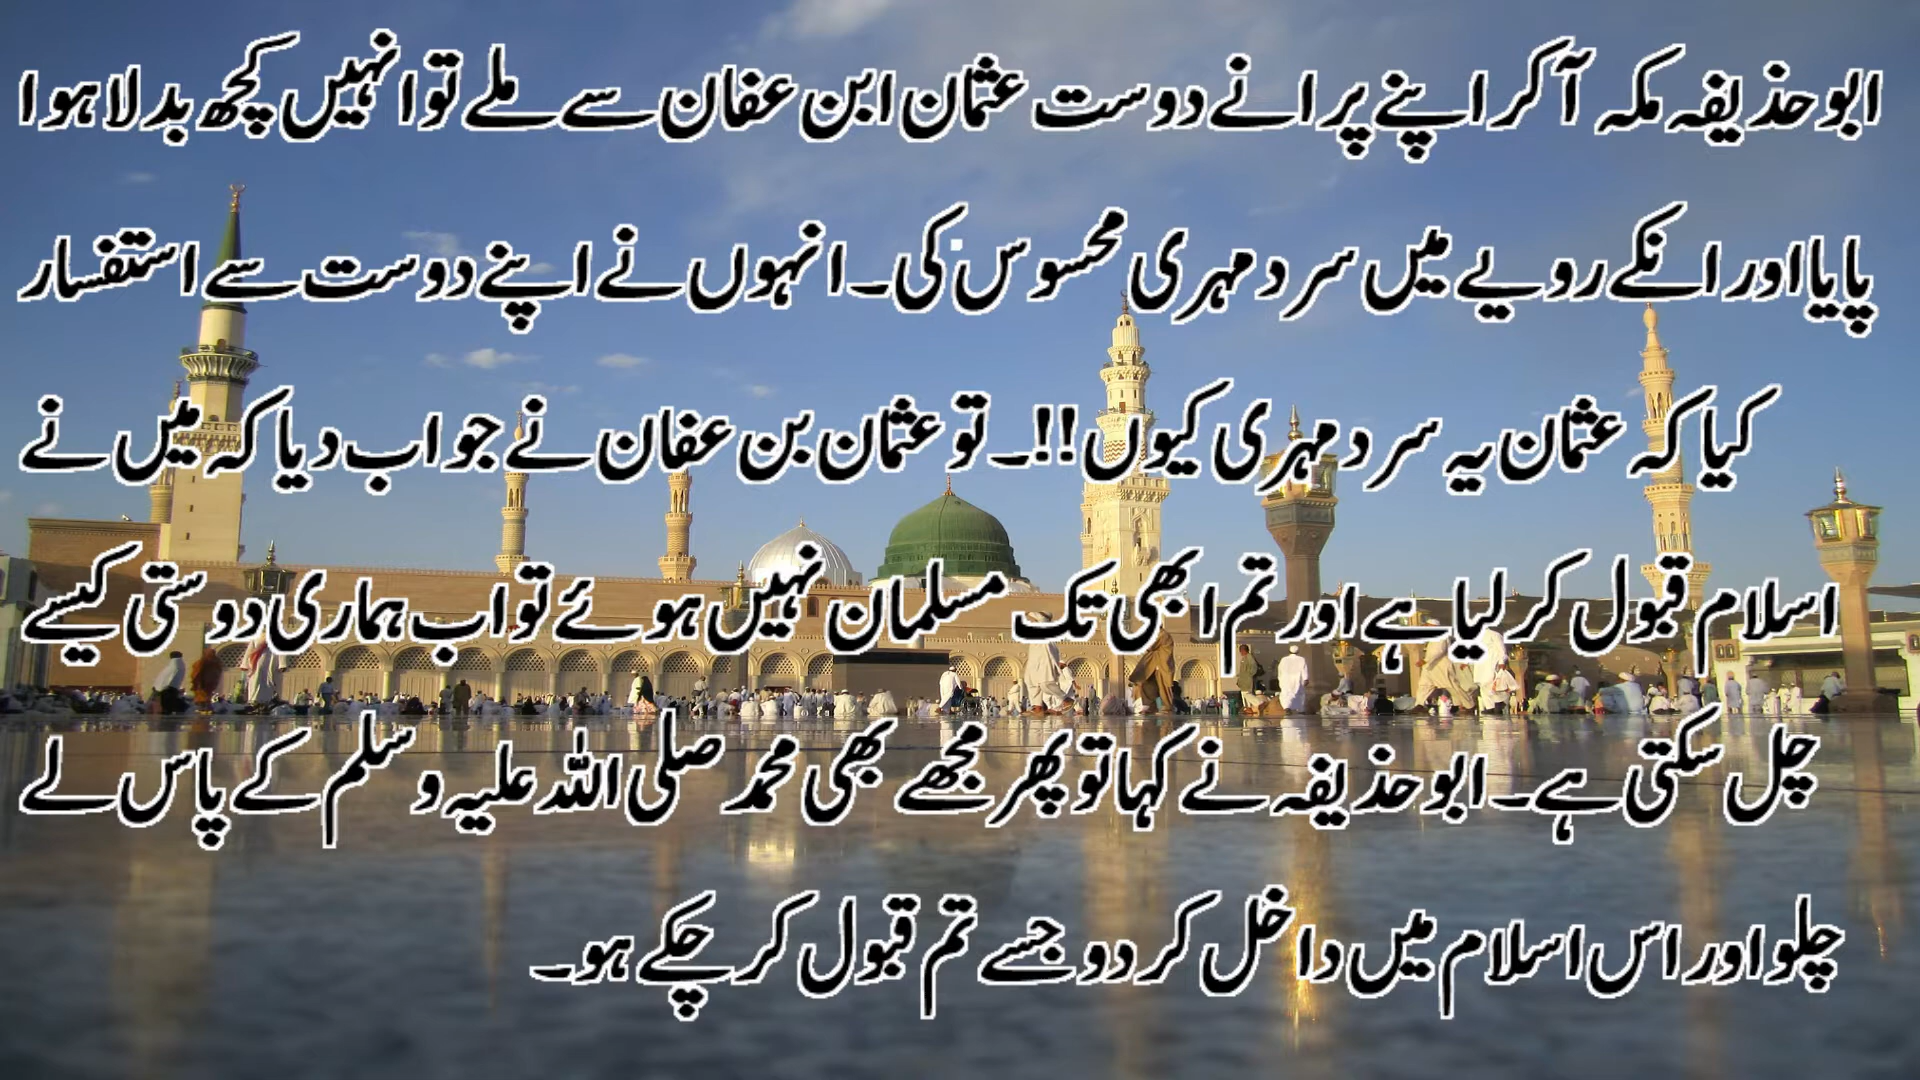 ابوحذیفہ مکہ آکر اپنے پرانے دوست عثمان ابن عفان سے ملے تو انہیں کچھ بدلا ہوا
پایا اور انکے رویے میں سرد مہری محسوس کی۔ انہوں نے اپنے دوست سے استفسار
کیا کہ عثمان یہ سرد مہری کیوں!!۔ تو عثمان بن عفان نے جواب دیا کہ میں نے
اسلام قبول کر لیا ہے اور تم ابھی تک مسلمان نہیں ہوئے تو اب ہماری دوستی کیسے
چل سکتی ہے۔ ابوحذیفہ نے کہا تو پھر مجھے بھی محمد صلی اللہ علیہ وسلم کے پاس لے
چلو اور اس اسلام میں داخل کر دو جسے تم قبول کر چکے ہو۔